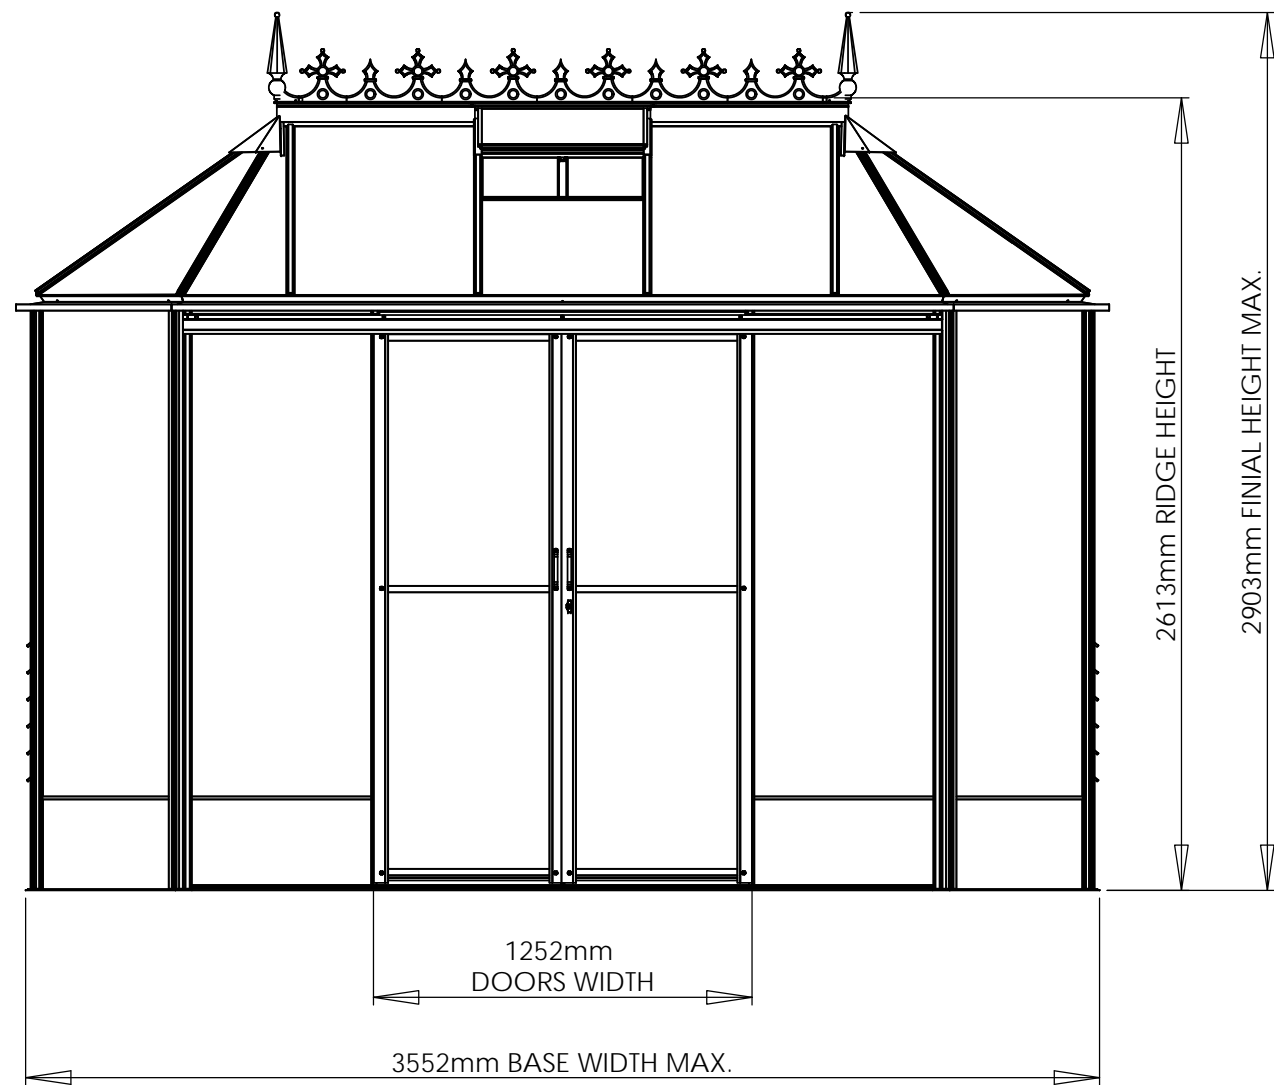 2613mm RIDGE HEIGHT
2903mm FINIAL HEIGHT MAX.
1252mm
DOORS WIDTH
3552mm BASE WIDTH MAX.